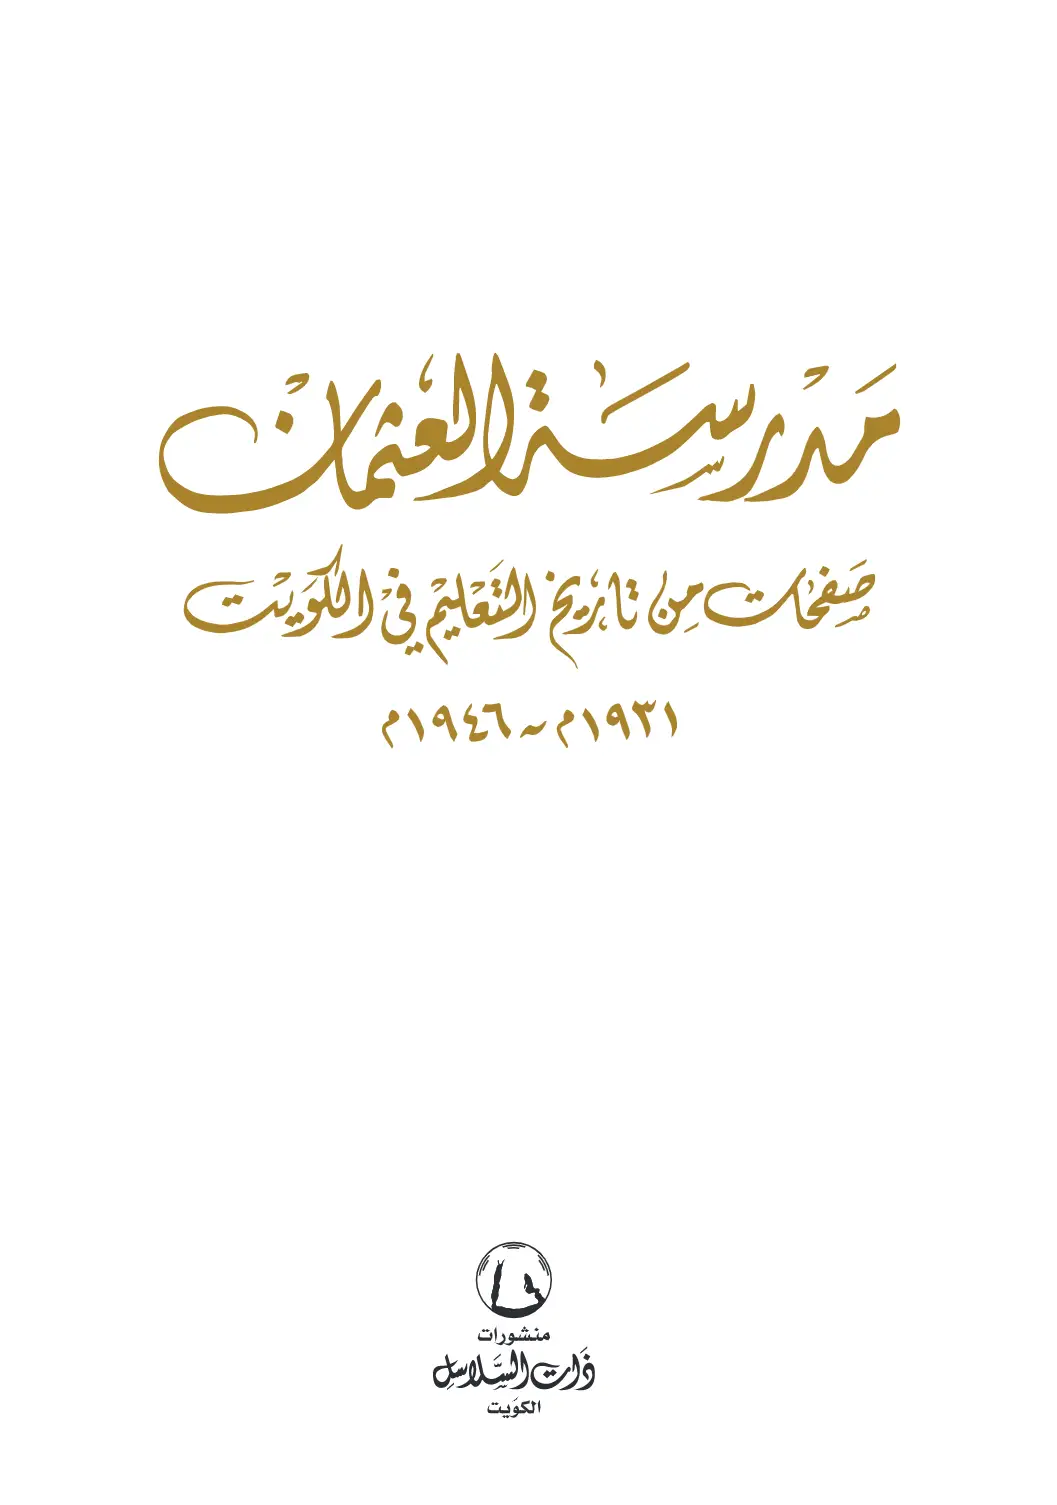 مدرسة العثمان
صفحات من تاريخ التعليم في الكويت
١٩٣١م - ١٩٤٦م
منشورات
ذات السلاسل
الكويت